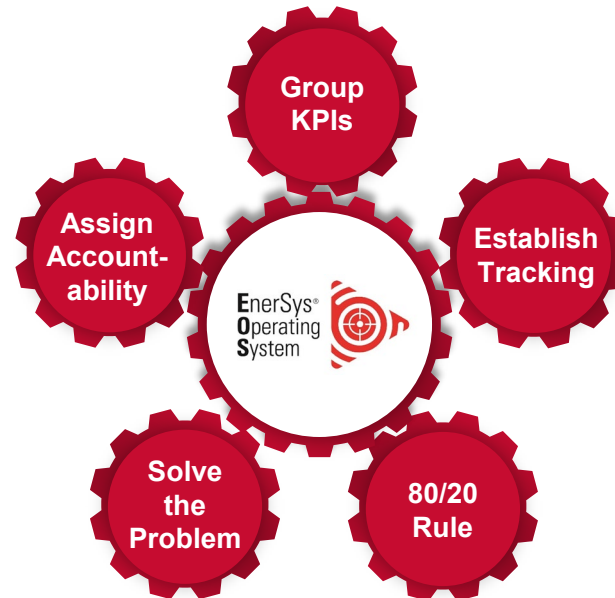 Group
KPIs
Assign
Account-
ability
Establish
Tracking
EnerSys®
Operating
System
Solve
the
Problem
80/20
Rule